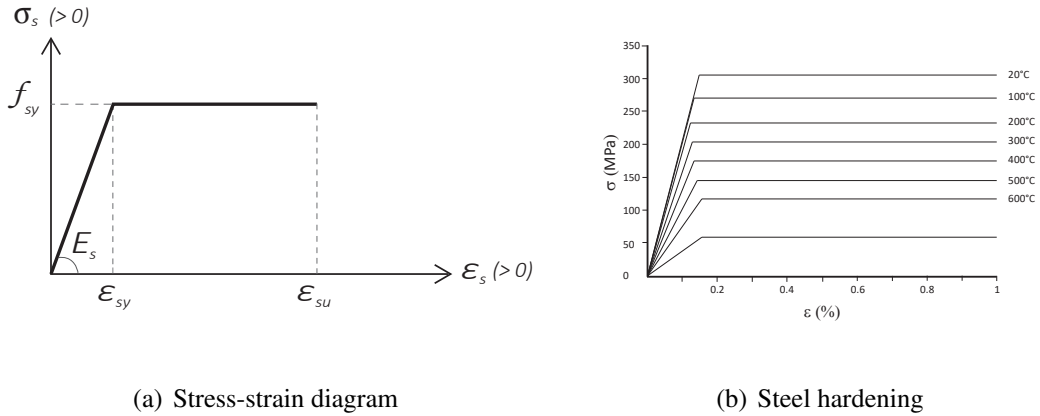 σs (> 0)
fsy
Es
εs (> 0)
εsy
εsu
350
300
250
200
150
100
50
0
σ (MPa)
20°C
100°C
200°C
300°C
400°C
500°C
600°C
0.2
0.4
0.6
0.8
1
ε (%)
(a) Stress-strain diagram
(b) Steel hardening